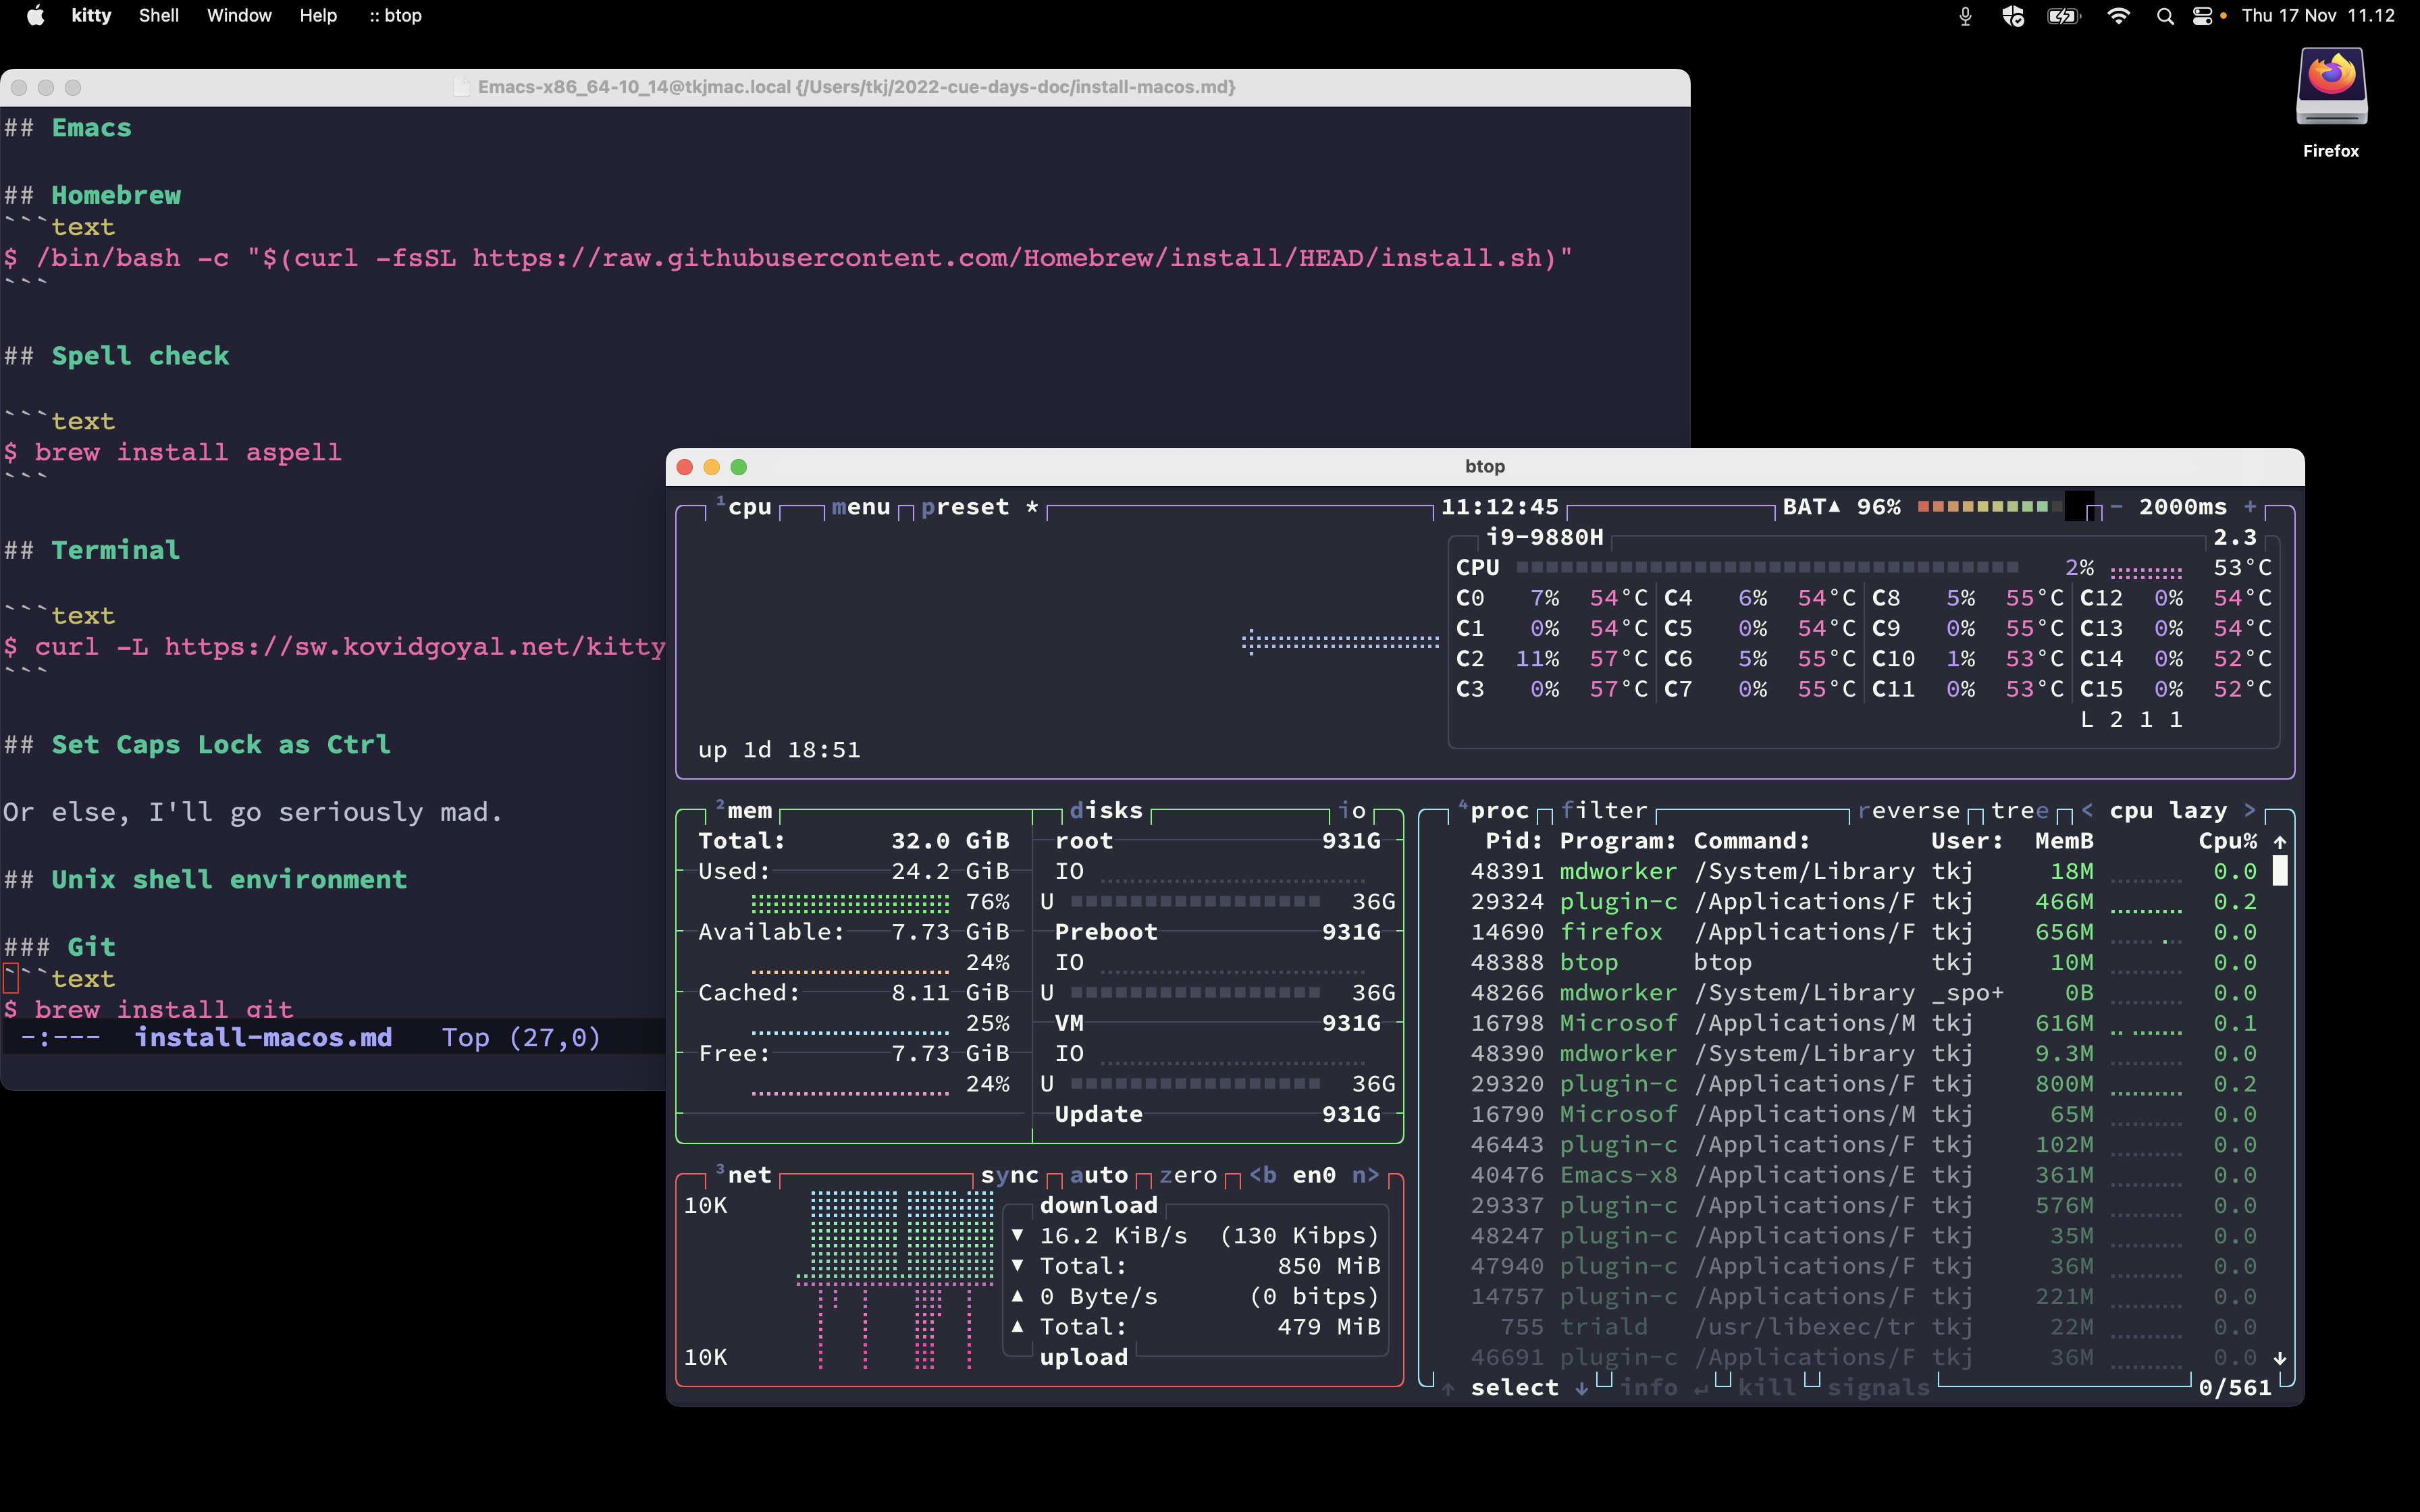 kitty Shell Window Help :: btop Thu 17 Nov 11.12
Firefox
Emacs-x86_64-10_14@tkjmac.local {/Users/tkj/2022-cue-days-doc/install-macos.md}
## Emacs
## Homebrew
```text
$ /bin/bash -c "$(curl -fsSL https://raw.githubusercontent.com/Homebrew/install/HEAD/install.sh)"
```
## Spell check
```text
$ brew install aspell
```
## Terminal
```text
$ curl -L https://sw.kovidgoyal.net/kitty
```
## Set Caps Lock as Ctrl
Or else, I'll go seriously mad.
## Unix shell environment
### Git
```text
$ brew install git
-:--- install-macos.md Top (27,0)
btop
¹cpu menu preset * 11:12:45 BAT▲ 96% - 2000ms +
i9-9880H 2.3
CPU 2% 53°C
C0 7% 54°C C4 6% 54°C C8 5% 55°C C12 0% 54°C
C1 0% 54°C C5 0% 54°C C9 0% 55°C C13 0% 54°C
C2 11% 57°C C6 5% 55°C C10 1% 53°C C14 0% 52°C
C3 0% 57°C C7 0% 55°C C11 0% 53°C C15 0% 52°C
L 2 1 1
up 1d 18:51
²mem disks io
Total: 32.0 GiB root 931G
Used: 24.2 GiB IO
76% U 36G
Available: 7.73 GiB Preboot 931G
24% IO
Cached: 8.11 GiB U 36G
25% VM 931G
Free: 7.73 GiB IO
24% U 36G
Update 931G
³net sync auto zero <b en0 n>
10K download
▼ 16.2 KiB/s (130 Kibps)
▼ Total: 850 MiB
▲ 0 Byte/s (0 bitps)
▲ Total: 479 MiB
10K upload
⁴proc filter reverse tree < cpu lazy >
Pid: Program: Command: User: MemB Cpu% ↑
48391 mdworker /System/Library tkj 18M 0.0
29324 plugin-c /Applications/F tkj 466M 0.2
14690 firefox /Applications/F tkj 656M 0.0
48388 btop btop tkj 10M 0.0
48266 mdworker /System/Library _spo+ 0B 0.0
16798 Microsof /Applications/M tkj 616M 0.1
48390 mdworker /System/Library tkj 9.3M 0.0
29320 plugin-c /Applications/F tkj 800M 0.2
16790 Microsof /Applications/M tkj 65M 0.0
46443 plugin-c /Applications/F tkj 102M 0.0
40476 Emacs-x8 /Applications/E tkj 361M 0.0
29337 plugin-c /Applications/F tkj 576M 0.0
48247 plugin-c /Applications/F tkj 35M 0.0
47940 plugin-c /Applications/F tkj 36M 0.0
14757 plugin-c /Applications/F tkj 221M 0.0
755 triald /usr/libexec/tr tkj 22M 0.0
46691 plugin-c /Applications/F tkj 36M 0.0 ↓
↑ select ↓ info ↵ kill signals 0/561